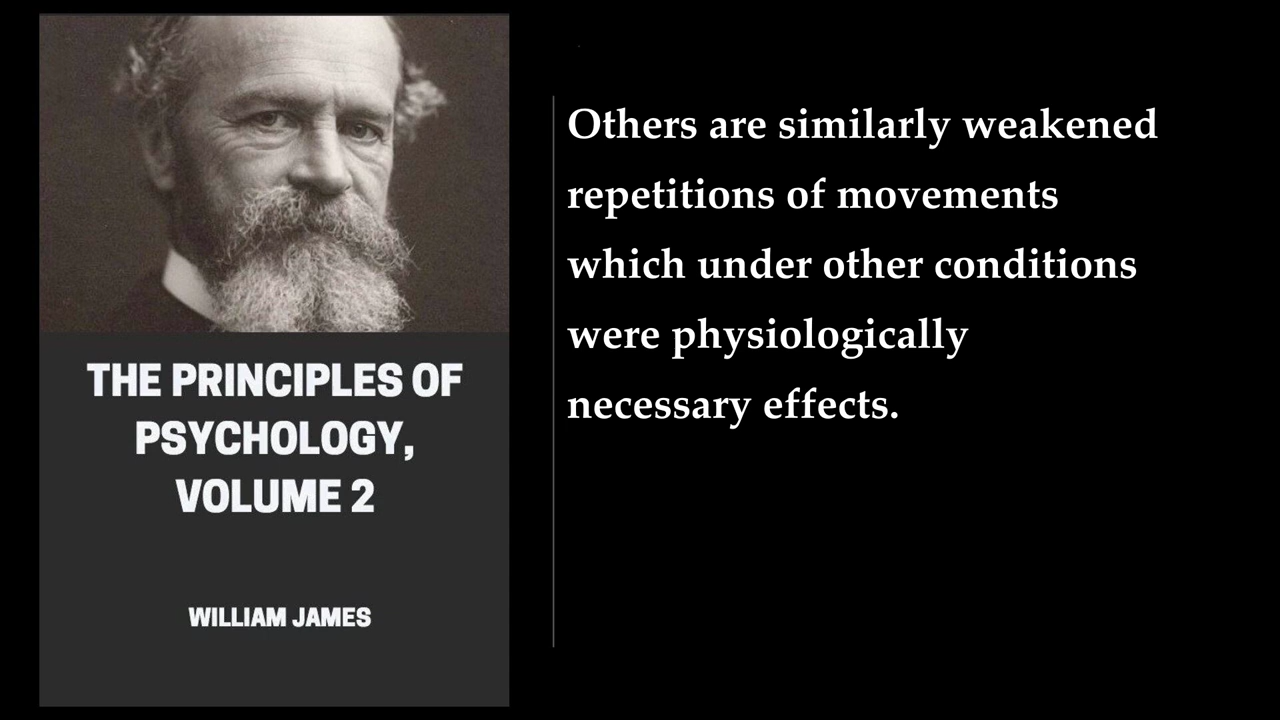 THE PRINCIPLES OF
PSYCHOLOGY,
VOLUME 2
WILLIAM JAMES
Others are similarly weakened
repetitions of movements
which under other conditions
were physiologically
necessary effects.